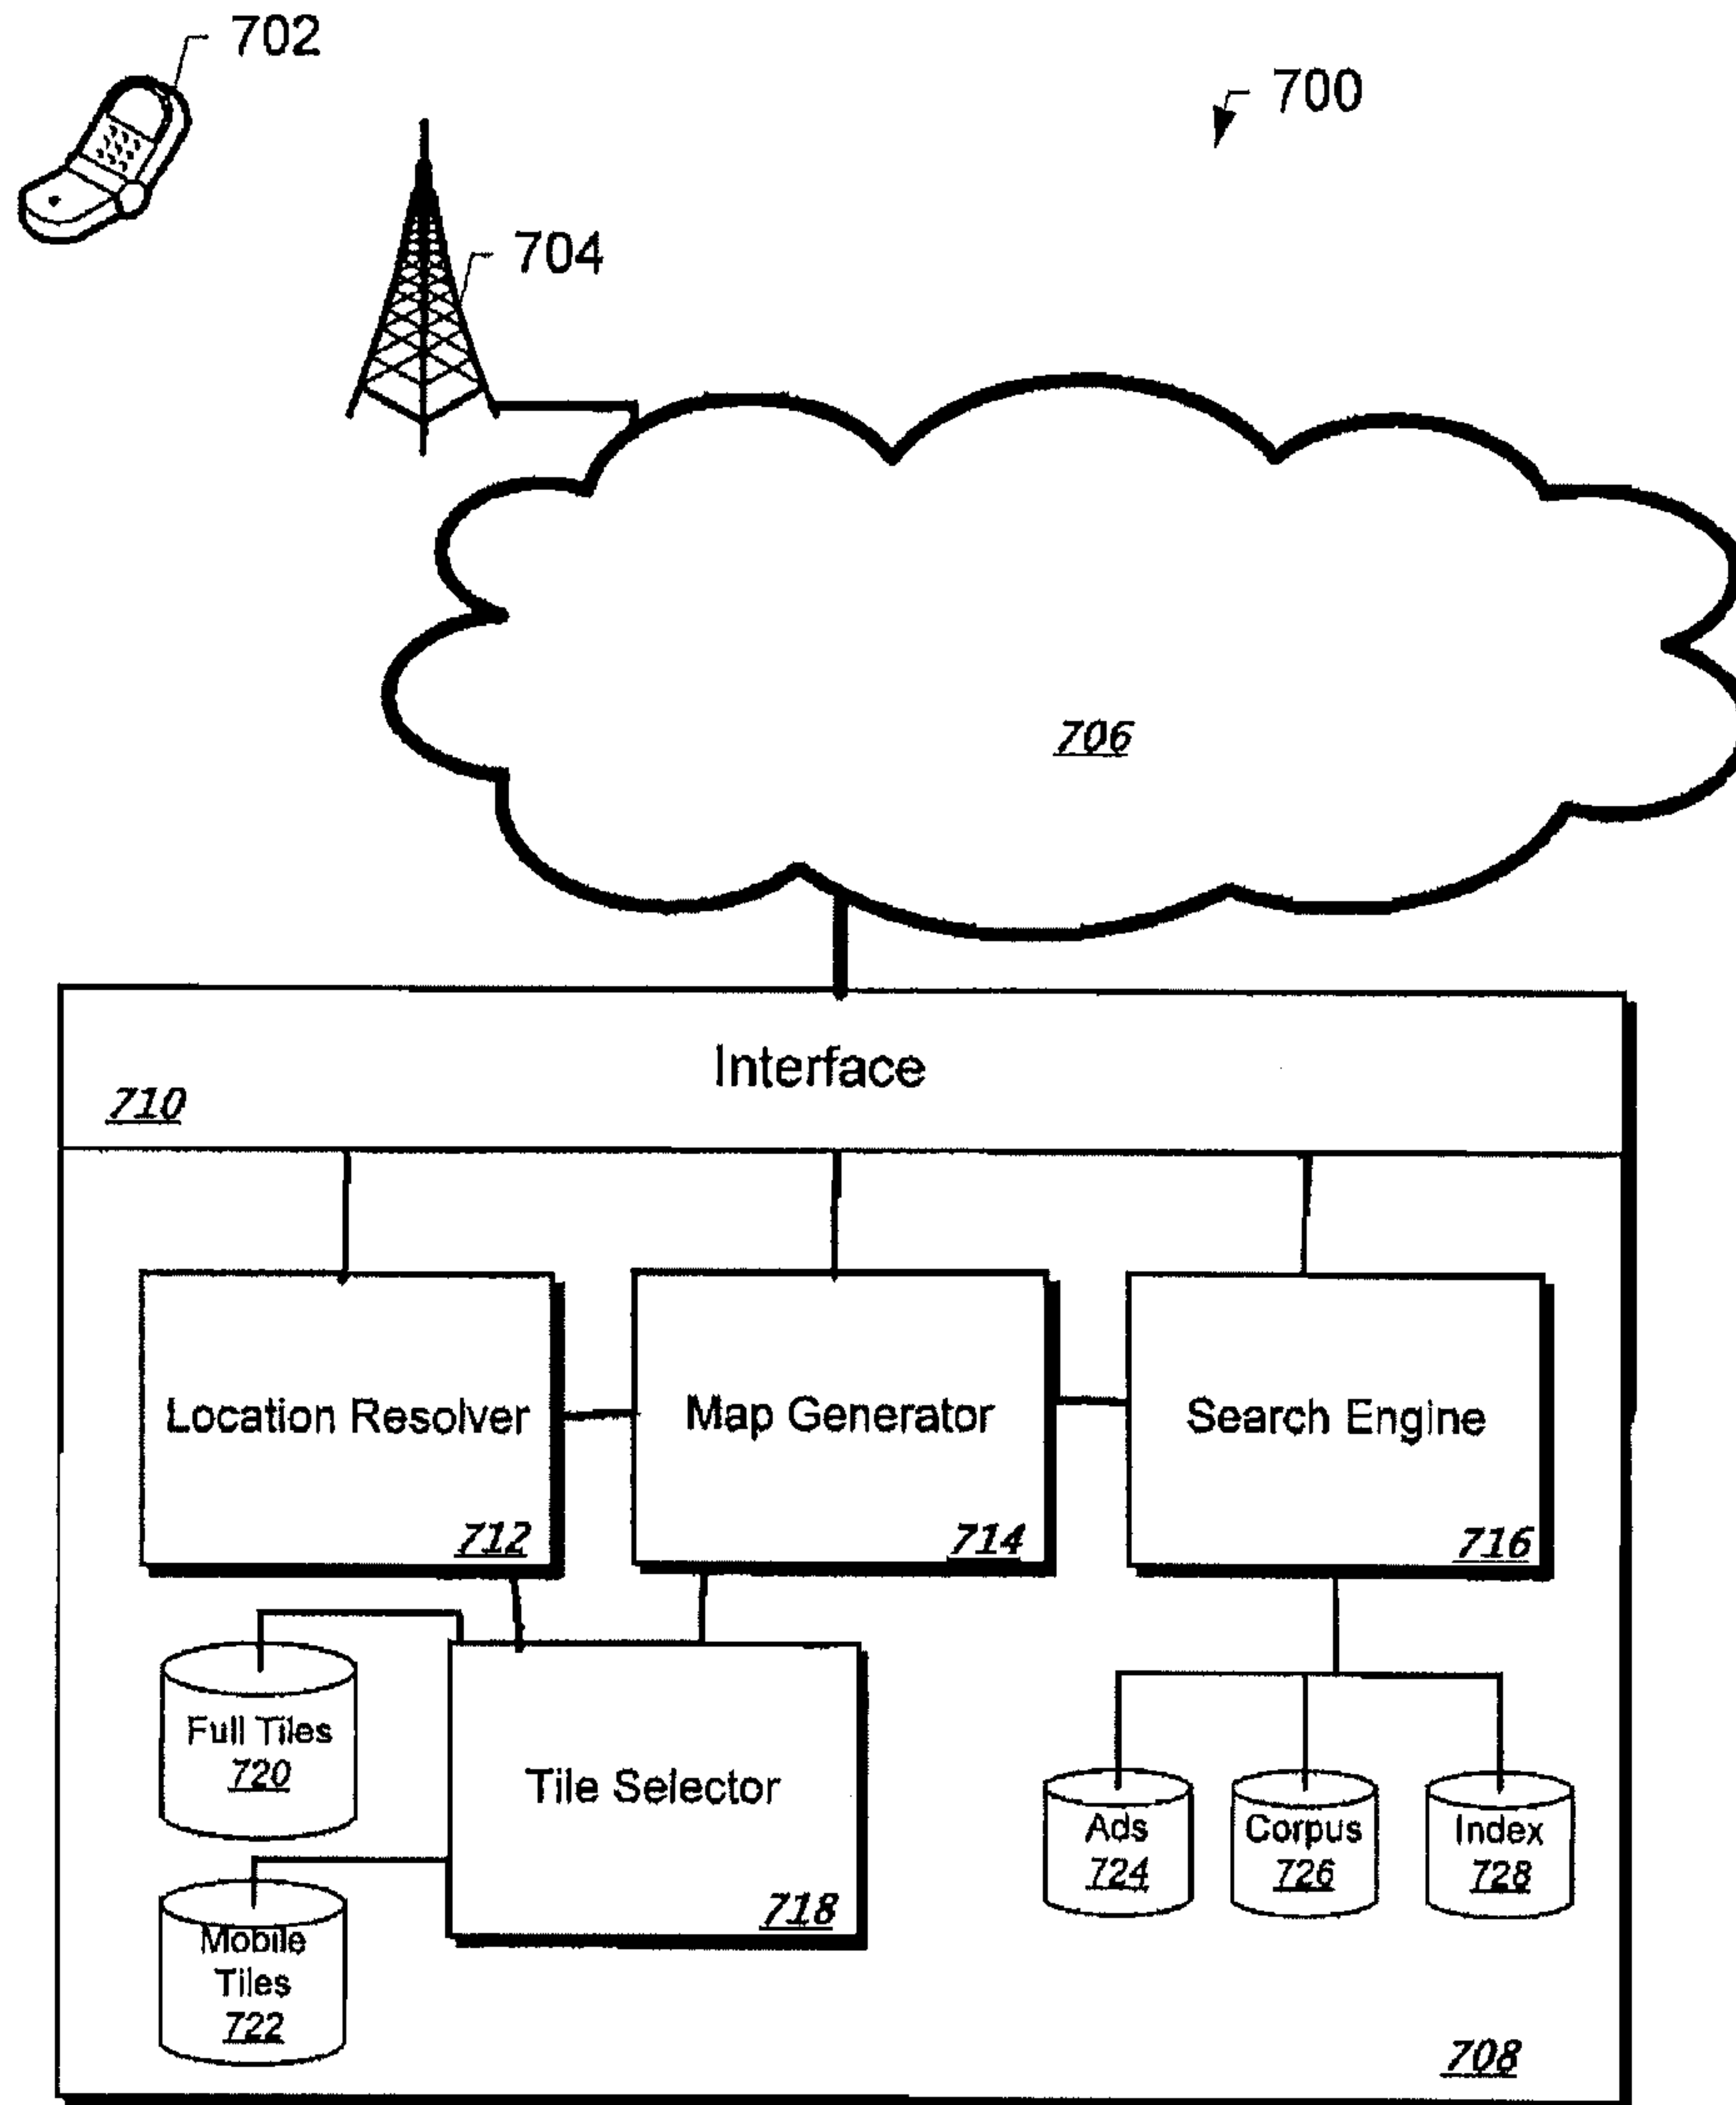 702
700
704
706
Interface
710
Location Resolver
712
Map Generator
714
Search Engine
716
Full Tiles
720
Tile Selector
718
Mobile
Tiles
722
Ads
724
Corpus
726
Index
728
708